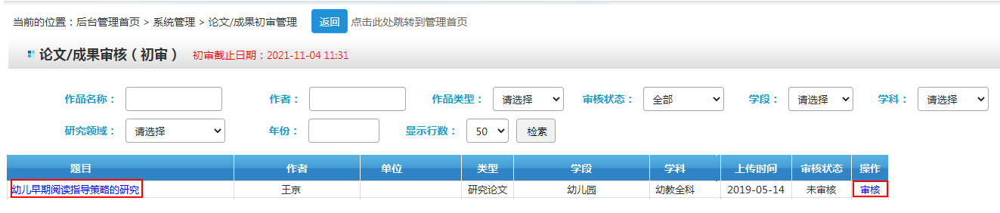 当前的位置：后台管理首页 > 系统管理 > 论文/成果初审管理 返回 点击此处跳转到管理首页
论文/成果审核（初审） 初审截止日期：2021-11-04 11:31
作品名称： 作者： 作品类型： 请选择 审核状态： 全部 学段： 请选择 学科： 请选择
研究领域： 请选择 年份： 显示行数： 50 检索
题目 作者 单位 类型 学段 学科 上传时间 审核状态 操作
幼儿早期阅读指导策略的研究 王京 研究论文 幼儿园 幼教全科 2019-05-14 未审核 审核